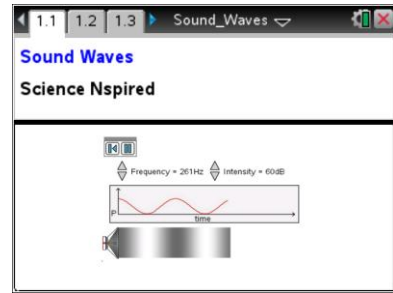 1.1 1.2 1.3 Sound_Waves
Sound Waves
Science Nspired
Frequency = 261Hz Intensity = 60dB
P
time